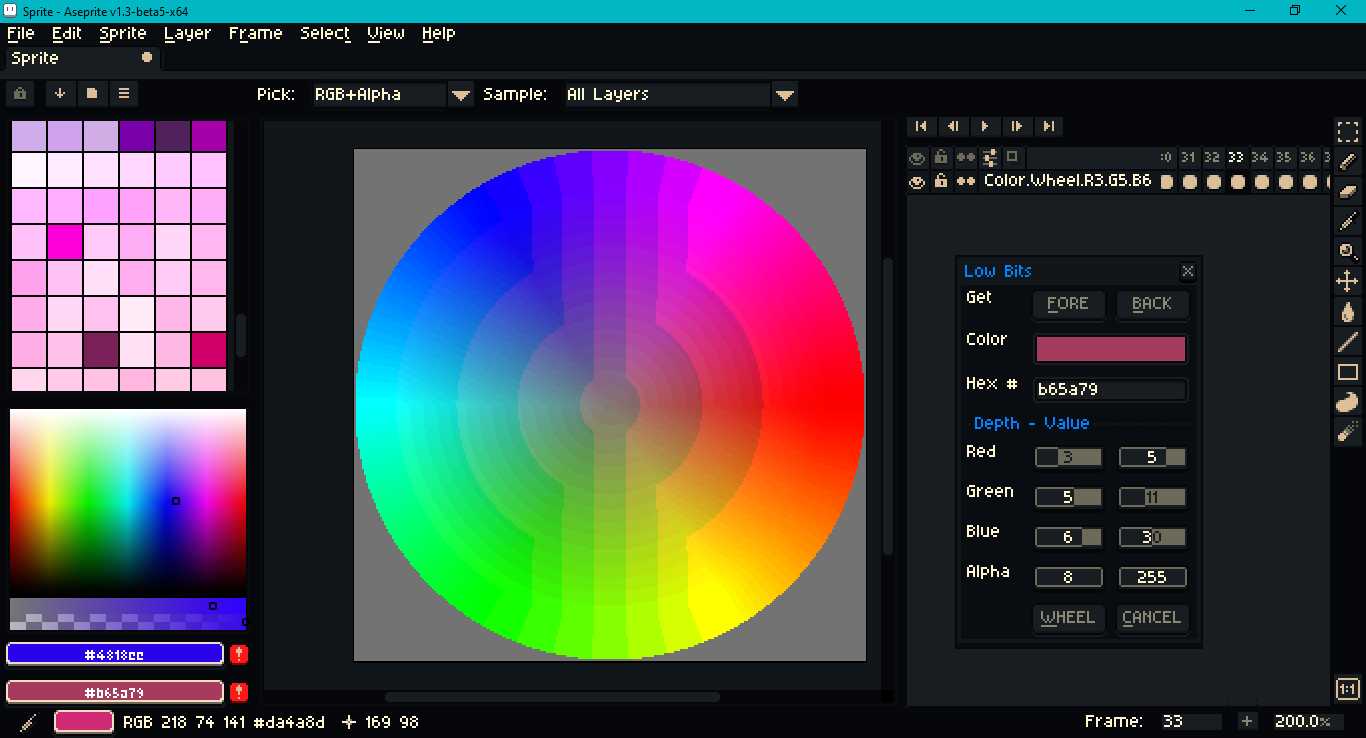 Sprite - Aseprite v1.3-beta5-x64
File Edit Sprite Layer Frame Select View Help
Sprite
Pick: RGB+Alpha Sample: All Layers
31 32 33 34 35 36
Color.Wheel.R3.G5.B6
Low Bits
Get FORE BACK
Color
Hex # b65a79
Depth - Value
Red 3 5
Green 5 11
Blue 6 30
Alpha 8 255
WHEEL CANCEL
#b65a79
1:1
RGB 218 74 141 #da4a8d 169 98
Frame: 33 + 200.0%